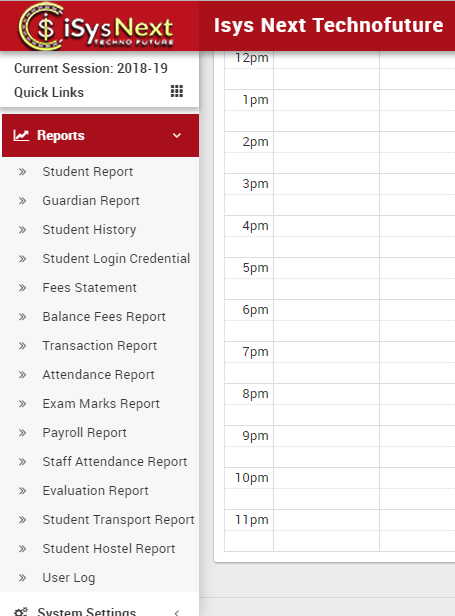 iSysNext
TECHNO FUTURE
Isys Next Technofuture
Current Session: 2018-19
Quick Links
Reports
Student Report
Guardian Report
Student History
Student Login Credential
Fees Statement
Balance Fees Report
Transaction Report
Attendance Report
Exam Marks Report
Payroll Report
Staff Attendance Report
Evaluation Report
Student Transport Report
Student Hostel Report
User Log
System Settings
12pm
1pm
2pm
3pm
4pm
5pm
6pm
7pm
8pm
9pm
10pm
11pm